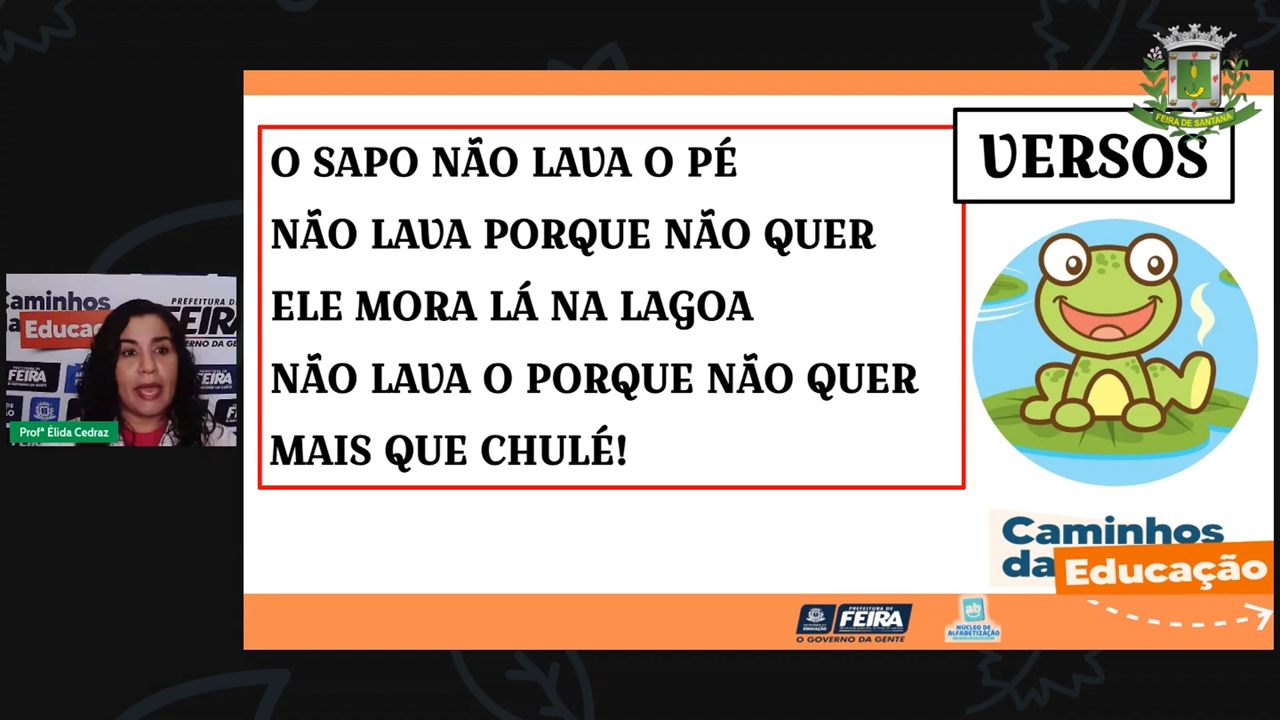 FEIRA DE SANTANA
VERSOS
O SAPO NÃO LAVA O PÉ
NÃO LAVA PORQUE NÃO QUER
ELE MORA LÁ NA LAGOA
NÃO LAVA O PORQUE NÃO QUER
MAIS QUE CHULÉ!
Caminhos
Educaç
PREFEITURA DE
FEIRA
GOVERNO DA GENTE
Profª Élida Cedraz
Caminhos
da
Educação
PREFEITURA DE
FEIRA
O GOVERNO DA GENTE
ab
NÚCLEO DE
ALFABETIZAÇÃO